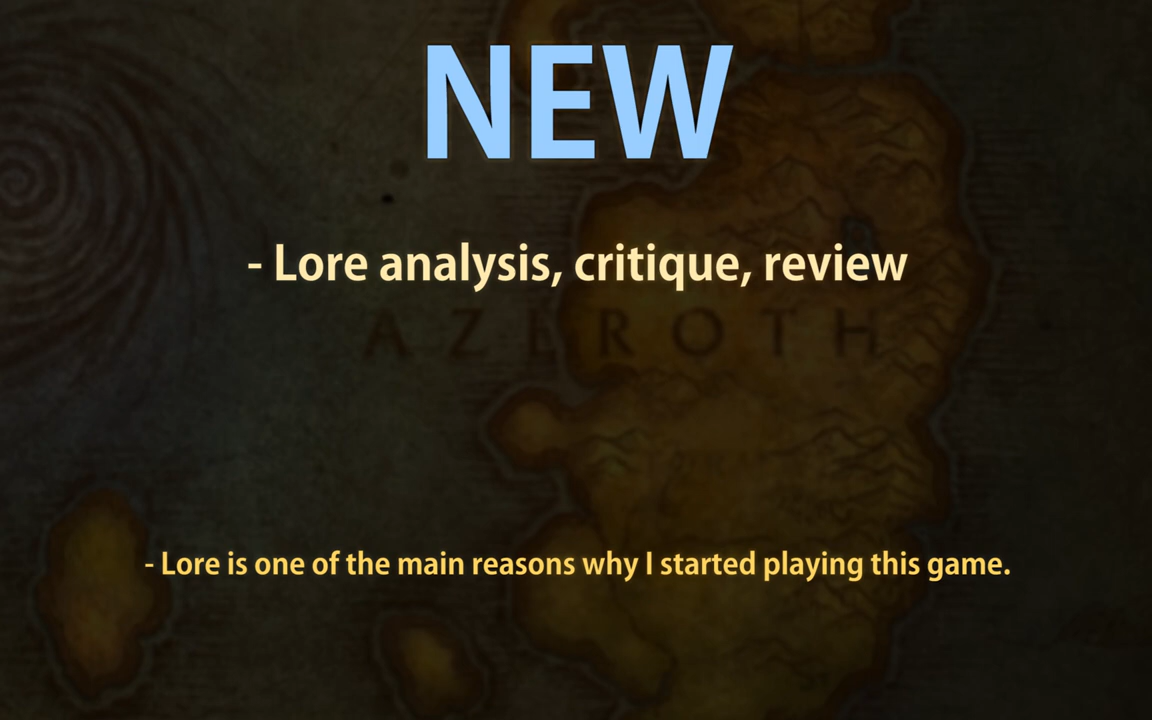 NEW
- Lore analysis, critique, review
AZEROTH
- Lore is one of the main reasons why I started playing this game.